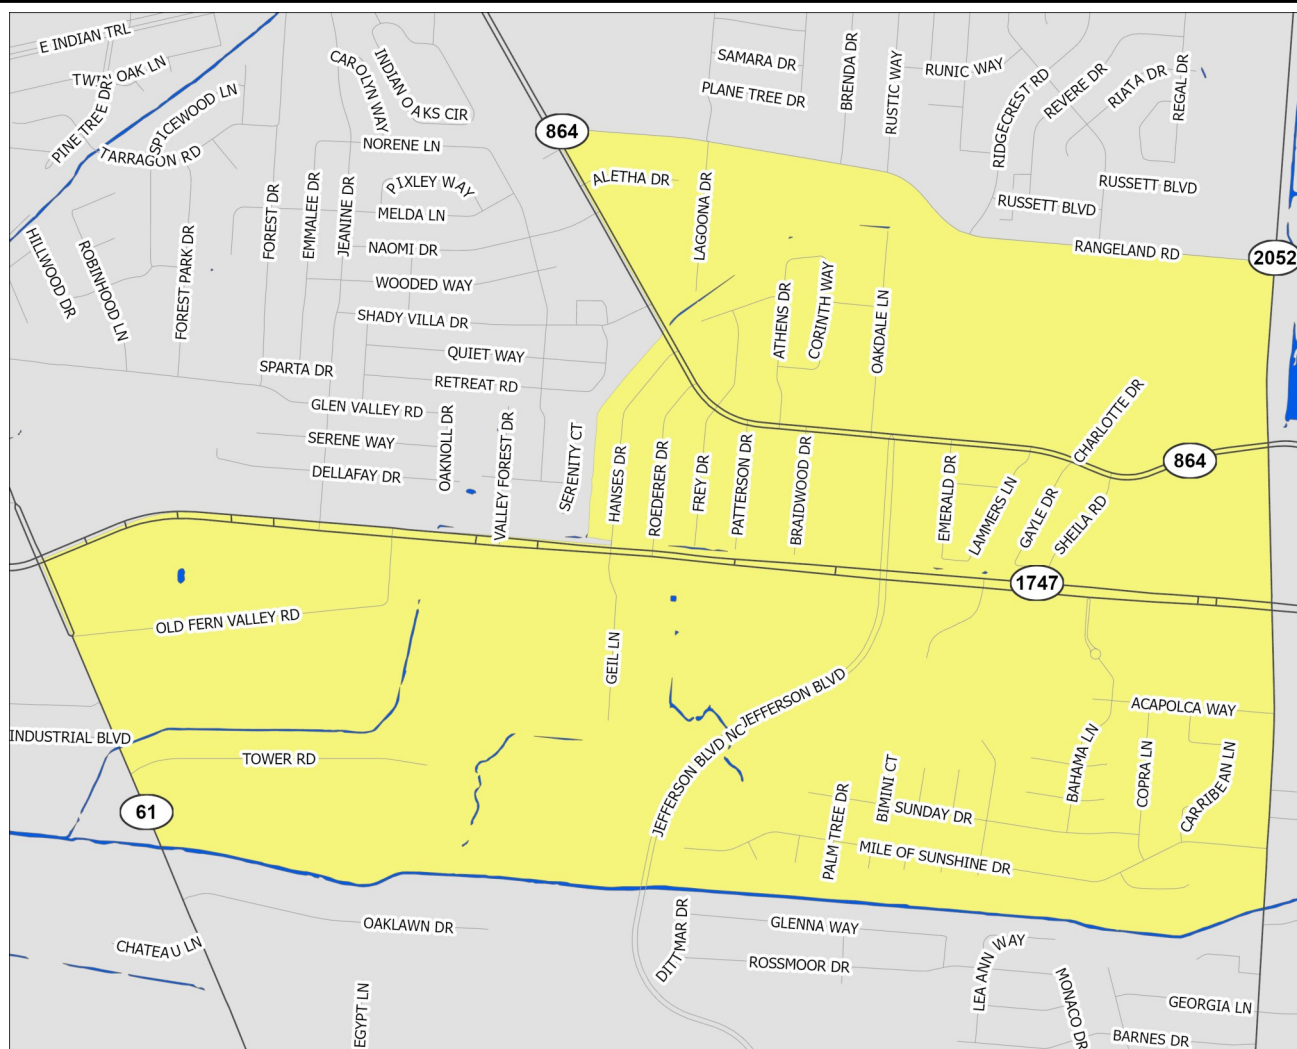 E INDIAN TRL
TWIN OAK LN
PINE TREE DR
SPICEWOOD LN
TARRAGON RD
CAROLYN WAY
INDIAN OAKS CIR
NORENE LN
PIXLEY WAY
MELDA LN
NAOMI DR
WOODED WAY
SHADY VILLA DR
QUIET WAY
RETREAT RD
FOREST DR
EMMALEE DR
JEANINE DR
HILLWOOD DR
ROBINHOOD LN
FOREST PARK DR
SPARTA DR
GLEN VALLEY RD
SERENE WAY
DELLAFAY DR
OAKNOLL DR
VALLEY FOREST DR
SERENITY CT
864
SAMARA DR
PLANE TREE DR
BRENDA DR
RUSTIC WAY
RUNIC WAY
RIDGECREST RD
REVERE DR
RIATA DR
REGAL DR
RUSSETT BLVD
RUSSETT BLVD
RANGELAND RD
2052
ALETHA DR
LAGOONA DR
ATHENS DR
CORINTH WAY
OAKDALE LN
CHARLOTTE DR
864
HANSES DR
ROEDERER DR
FREY DR
PATTERSON DR
BRAIDWOOD DR
EMERALD DR
LAMMERS LN
GAYLE DR
SHEILA RD
1747
OLD FERN VALLEY RD
GEIL LN
JEFFERSON BLVD
JEFFERSON BLVD NC
INDUSTRIAL BLVD
TOWER RD
61
ACAPOLCA WAY
BAHAMA LN
COPRA LN
CARRIBEAN LN
BIMINI CT
SUNDAY DR
PALM TREE DR
MILE OF SUNSHINE DR
OAKLAWN DR
CHATEAU LN
EGYPT LN
DITTMAR DR
GLENNA WAY
ROSSMOOR DR
LEA ANN WAY
MONACO DR
GEORGIA LN
BARNES DR